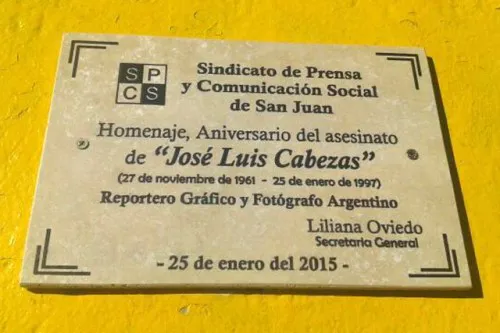 SP
CS
Sindicato de Prensa
y Comunicación Social
de San Juan
Homenaje, Aniversario del asesinato
de "José Luis Cabezas"
(27 de noviembre de 1961 - 25 de enero de 1997)
Reportero Gráfico y Fotógrafo Argentino
Liliana Oviedo
Secretaria General
- 25 de enero del 2015 -